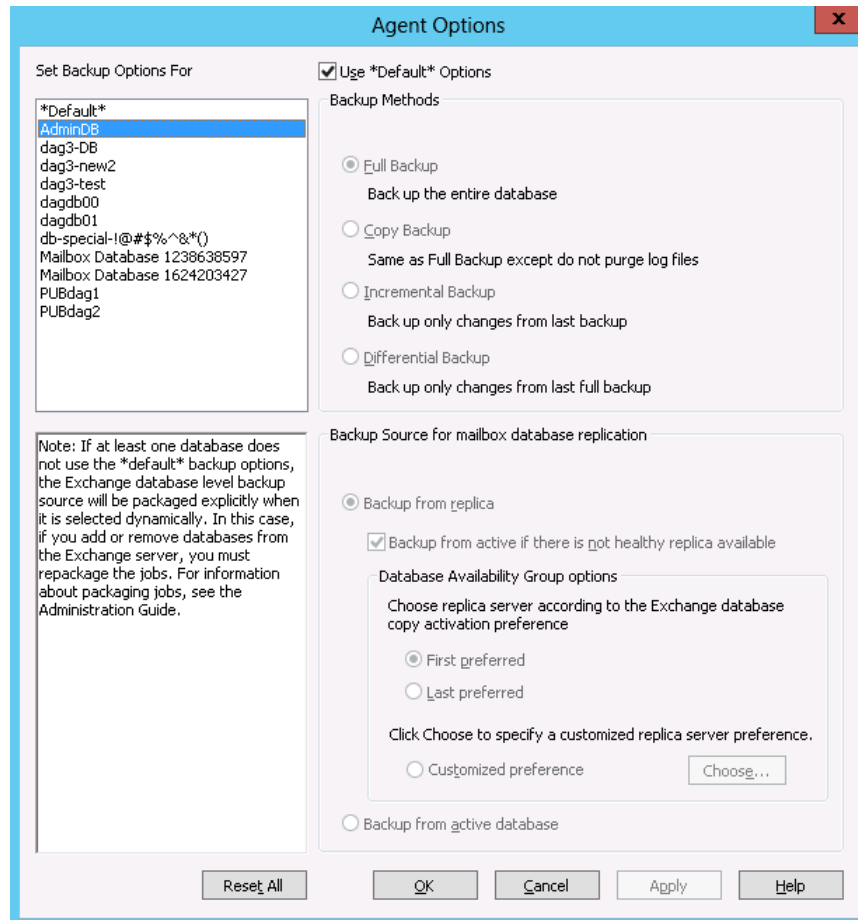 Agent Options
x
Set Backup Options For
Use *Default* Options
*Default*
AdminDB
dag3-DB
dag3-new2
dag3-test
dagdb00
dagdb01
db-special-!@#$%^&*()
Mailbox Database 1238638597
Mailbox Database 1624203427
PUBdag1
PUBdag2
Backup Methods
Full Backup
Back up the entire database
Copy Backup
Same as Full Backup except do not purge log files
Incremental Backup
Back up only changes from last backup
Differential Backup
Back up only changes from last full backup
Note: If at least one database does
not use the *default* backup options,
the Exchange database level backup
source will be packaged explicitly when
it is selected dynamically. In this case,
if you add or remove databases from
the Exchange server, you must
repackage the jobs. For information
about packaging jobs, see the
Administration Guide.
Backup Source for mailbox database replication
Backup from replica
Backup from active if there is not healthy replica available
Database Availability Group options
Choose replica server according to the Exchange database
copy activation preference
First preferred
Last preferred
Click Choose to specify a customized replica server preference.
Customized preference
Choose...
Backup from active database
Reset All
OK
Cancel
Apply
Help